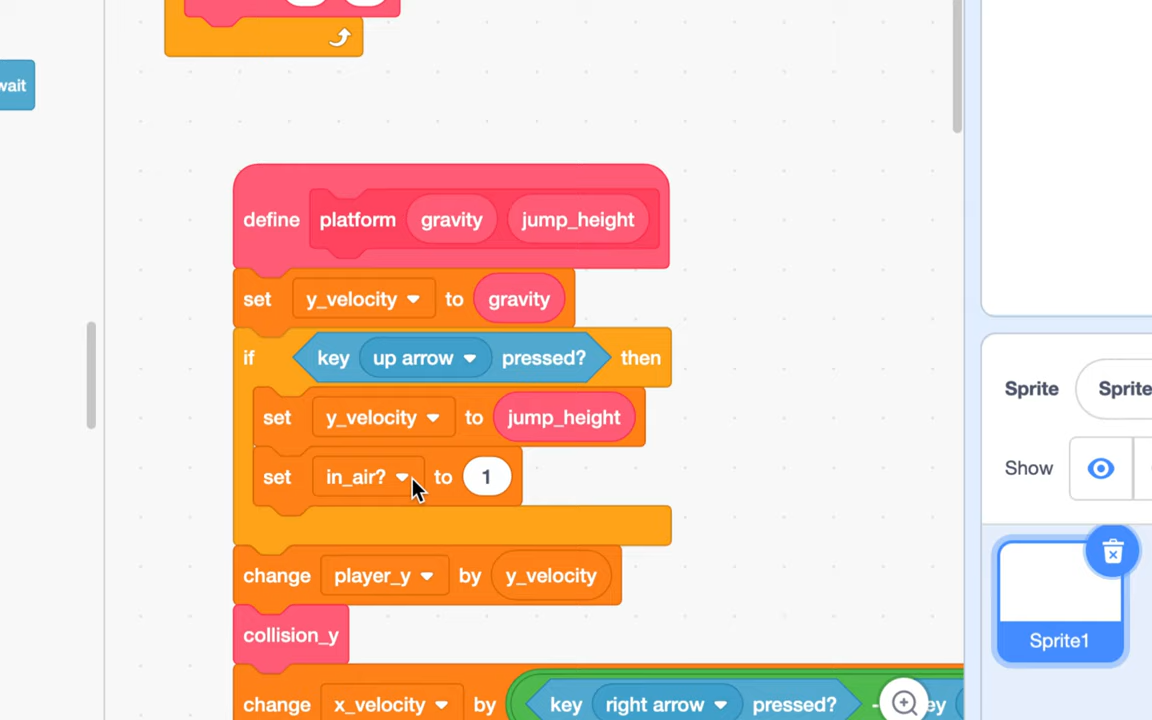 wait
define platform gravity jump_height
set y_velocity to gravity
if key up arrow pressed? then
set y_velocity to jump_height
set in_air? to 1
change player_y by y_velocity
collision_y
change x_velocity by key right arrow pressed? - key
Sprite Sprite
Show
Sprite1